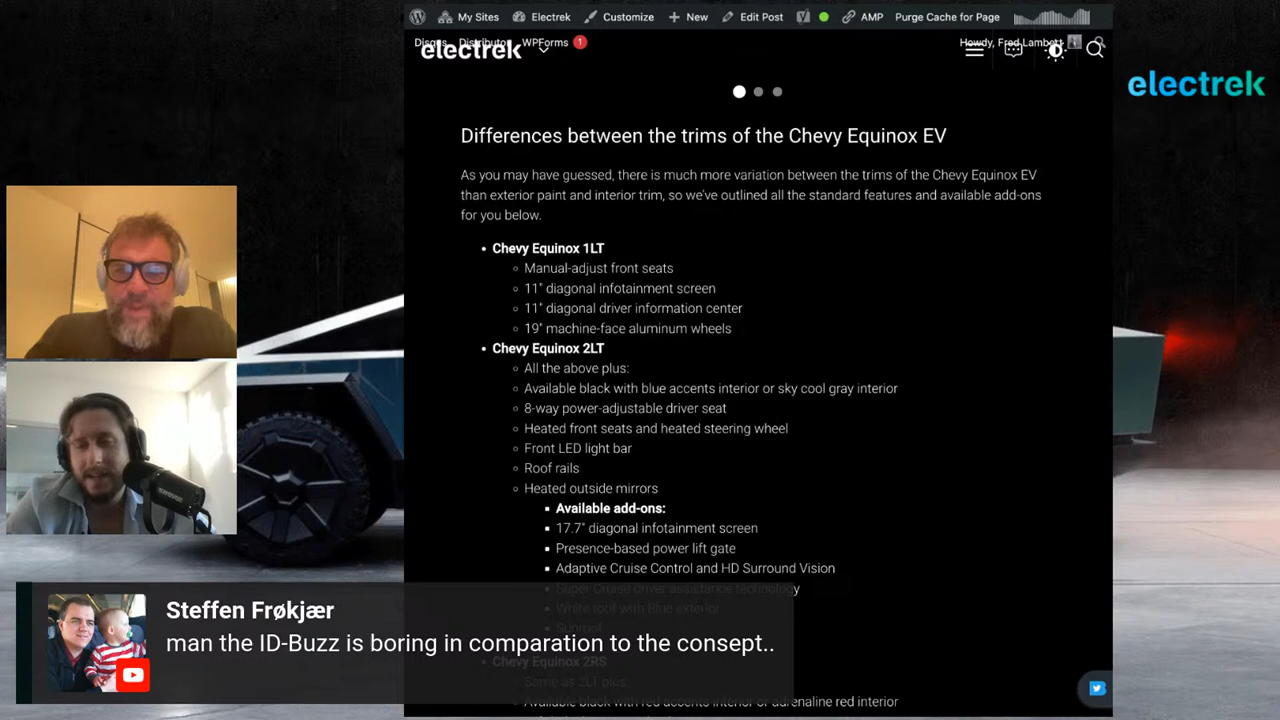 My Sites
Electrek
Customize
New
Edit Post
AMP
Purge Cache for Page
Disqus
Distributor
WPForms
1
Howdy, Fred Lambert
electrek
electrek
Differences between the trims of the Chevy Equinox EV
As you may have guessed, there is much more variation between the trims of the Chevy Equinox EV
than exterior paint and interior trim, so we've outlined all the standard features and available add-ons
for you below.
Chevy Equinox 1LT
Manual-adjust front seats
11" diagonal infotainment screen
11" diagonal driver information center
19" machine-face aluminum wheels
Chevy Equinox 2LT
All the above plus:
Available black with blue accents interior or sky cool gray interior
8-way power-adjustable driver seat
Heated front seats and heated steering wheel
Front LED light bar
Roof rails
Heated outside mirrors
Available add-ons:
17.7" diagonal infotainment screen
Presence-based power lift gate
Adaptive Cruise Control and HD Surround Vision
Super Cruise driver assistance technology
White roof with Blue exterior
Sunroof
Chevy Equinox 2RS
Same as 2LT plus:
Available black with red accents interior or adrenaline red interior
Steffen Frøkjær
man the ID-Buzz is boring in comparation to the consept..